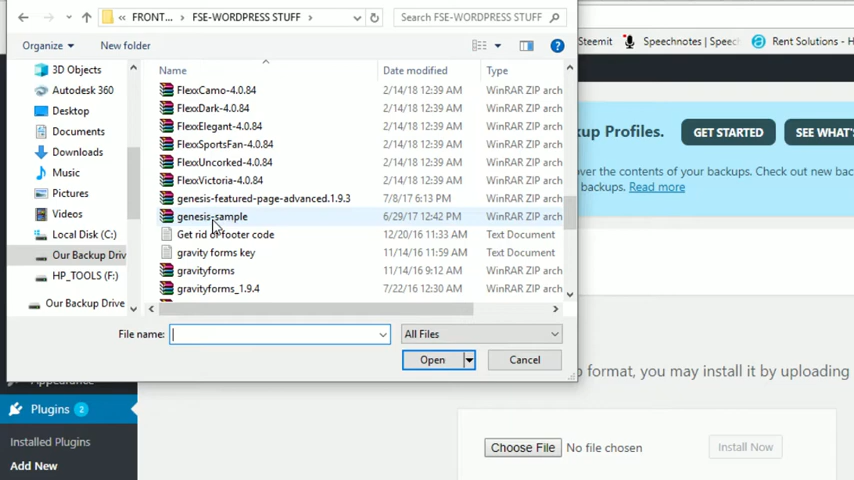 FRONT... FSE-WORDPRESS STUFF Search FSE-WORDPRESS STUFF
Organize New folder
Steemit Speechnotes | Speec Rent Solutions - H
3D Objects
Autodesk 360
Desktop
Documents
Downloads
Music
Pictures
Videos
Local Disk (C:)
Our Backup Driv
HP_TOOLS (F:)
Our Backup Drive
Name Date modified Type
FlexxCamo-4.0.84 2/14/18 12:39 AM WinRAR ZIP arch
FlexxDark-4.0.84 2/14/18 12:39 AM WinRAR ZIP arch
FlexxElegant-4.0.84 2/14/18 12:39 AM WinRAR ZIP arch
FlexxSportsFan-4.0.84 2/14/18 12:39 AM WinRAR ZIP arch
FlexxUncorked-4.0.84 2/14/18 12:39 AM WinRAR ZIP arch
FlexxVictoria-4.0.84 2/14/18 12:39 AM WinRAR ZIP arch
genesis-featured-page-advanced.1.9.3 7/8/17 6:13 PM WinRAR ZIP arch
genesis-sample 6/29/17 12:42 PM WinRAR ZIP arch
Get rid of footer code 12/20/16 11:33 AM Text Document
gravity forms key 11/14/16 11:59 AM Text Document
gravityforms 11/14/16 9:12 AM WinRAR ZIP arch
gravityforms_1.9.4 7/22/16 12:30 AM WinRAR ZIP arch
File name: All Files
Open Cancel
kup Profiles. GET STARTED SEE WHAT'S
over the contents of your backups. Check out new bac
backups. Read more
p format, you may install it by uploading
Plugins 2
Installed Plugins
Add New
Choose File No file chosen Install Now